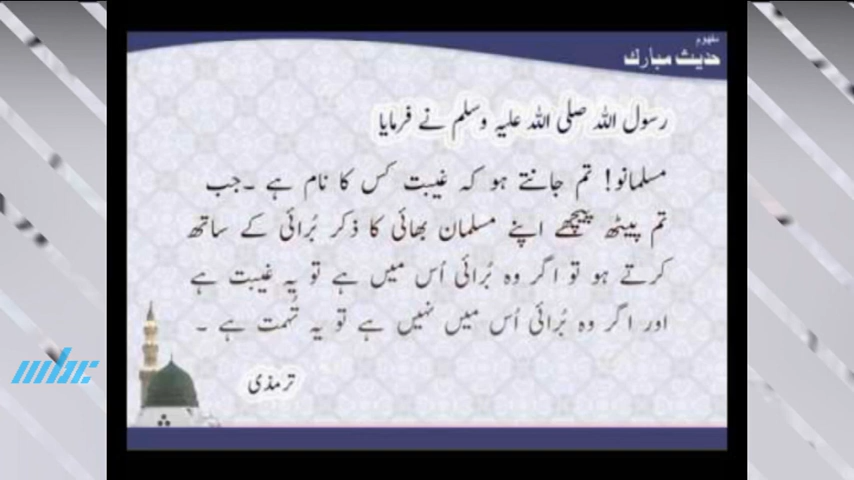 مفہوم
حدیث مبارک
رسول اللہ صلی اللہ علیہ وسلم نے فرمایا
مسلمانو! تم جانتے ہو کہ غیبت کس کا نام ہے ۔جب
تم پیٹھ پیچھے اپنے مسلمان بھائی کا ذکر بُرائی کے ساتھ
کرتے ہو تو اگر وہ بُرائی اُس میں ہے تو یہ غیبت ہے
اور اگر وہ بُرائی اُس میں نہیں ہے تو یہ تُہمت ہے ۔
ترمذی
mbc